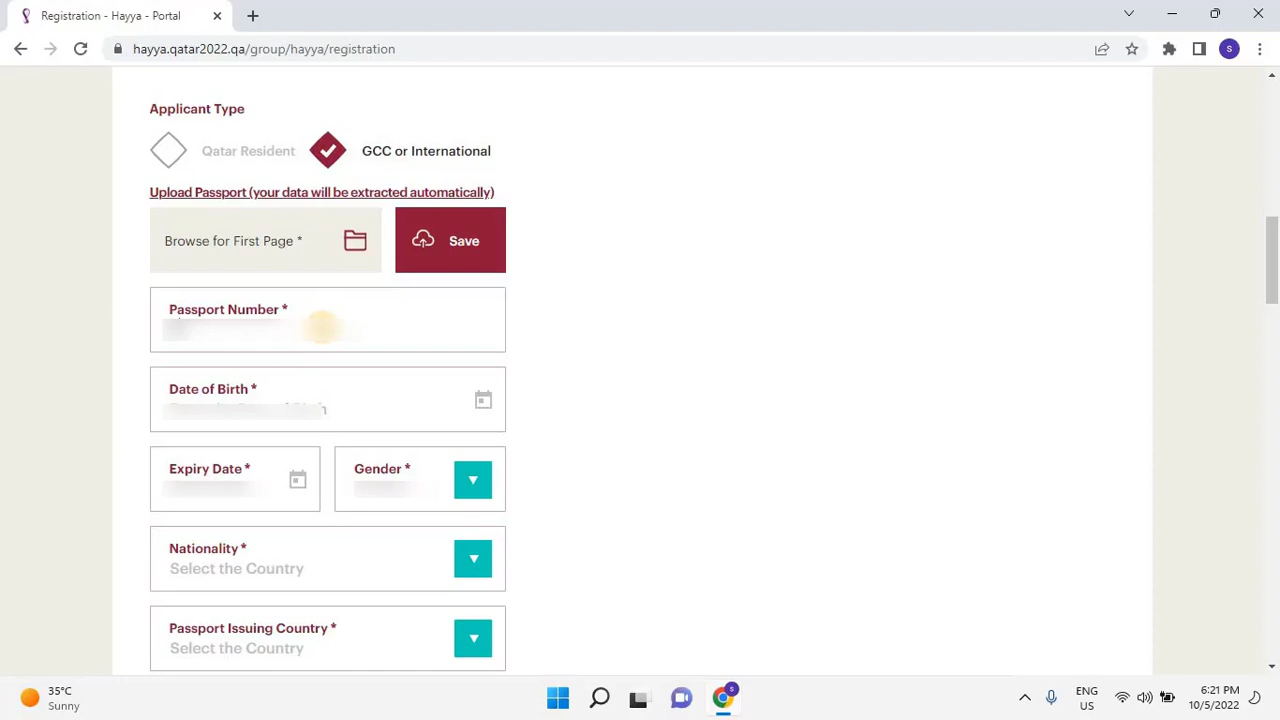 Registration - Hayya - Portal
hayya.qatar2022.qa/group/hayya/registration
S
Applicant Type
Qatar Resident
GCC or International
Upload Passport (your data will be extracted automatically)
Browse for First Page *
Save
Passport Number *
Date of Birth *
Expiry Date *
Gender *
Nationality *
Select the Country
Passport Issuing Country *
Select the Country
35°C
Sunny
S
ENG
US
6:21 PM
10/5/2022